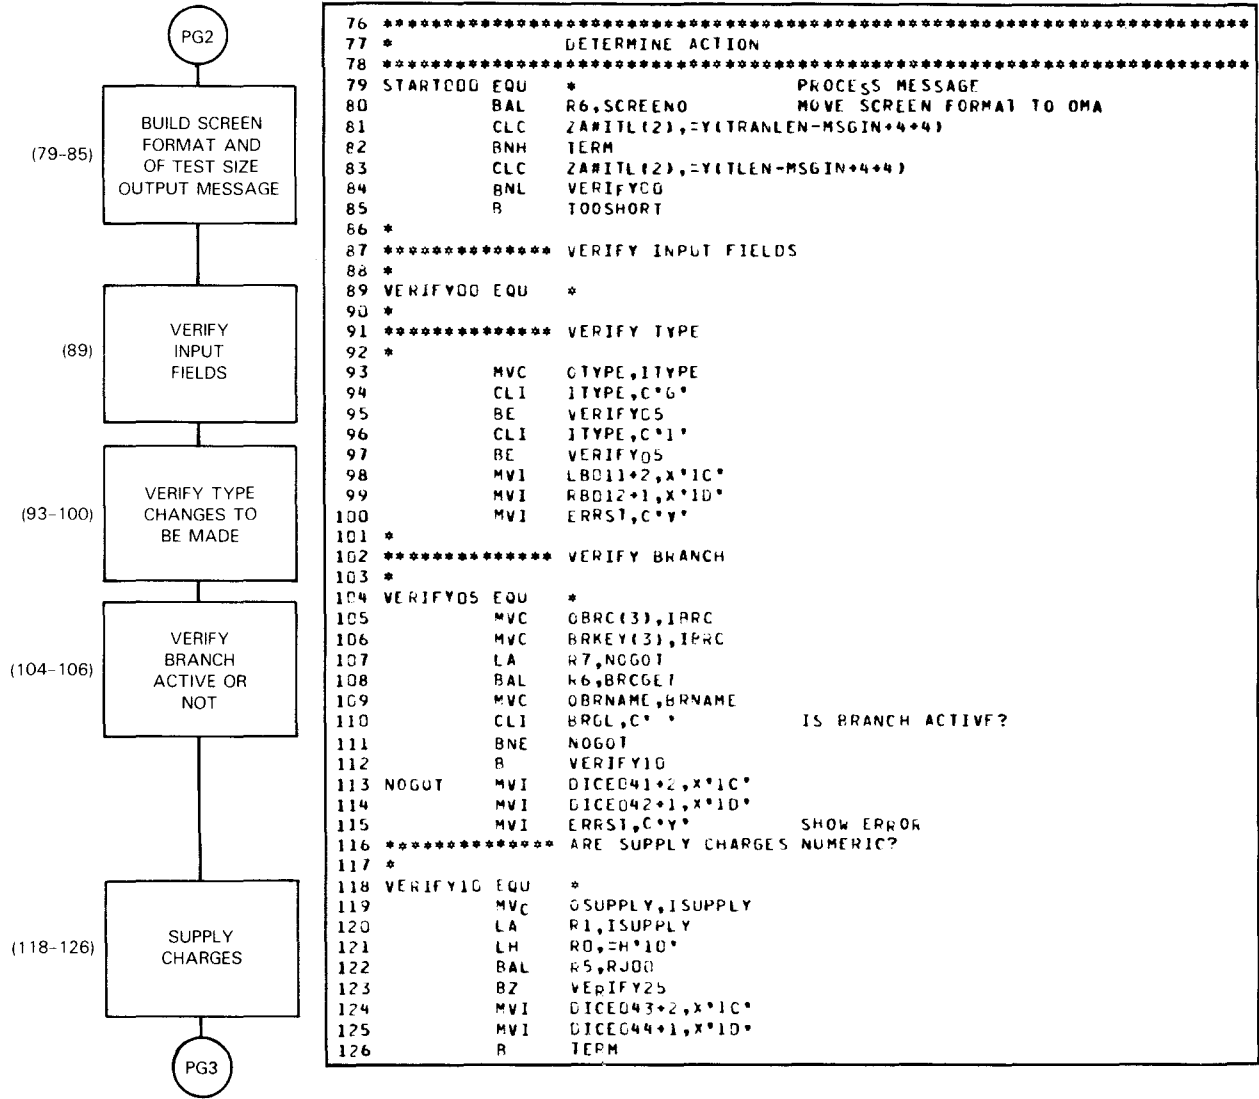 PG2
BUILD SCREEN
FORMAT AND
OF TEST SIZE
OUTPUT MESSAGE
(79-85)
VERIFY
INPUT
FIELDS
(89)
VERIFY TYPE
CHANGES TO
BE MADE
(93-100)
VERIFY
BRANCH
ACTIVE OR
NOT
(104-106)
SUPPLY
CHARGES
(118-126)
PG3
76 ****************************************************************************
77 * DETERMINE ACTION
78 ****************************************************************************
79 START000 EQU * PROCESS MESSAGE
80 BAL R6,SCREENO MOVE SCREEN FORMAT TO OMA
81 CLC ZA#ITL(2),=Y(TRANLEN-MSGIN+4+4)
82 BNH TERM
83 CLC ZA#ITL(2),=Y(TLEN-MSGIN+4+4)
84 BNL VERIFY00
85 B TOOSHORT
86 *
87 ************** VERIFY INPUT FIELDS
88 *
89 VERIFY00 EQU *
90 *
91 ************** VERIFY TYPE
92 *
93 MVC OTYPE,ITYPE
94 CLI ITYPE,C'G'
95 BE VERIFY05
96 CLI ITYPE,C'I'
97 BE VERIFY05
98 MVI LB011+2,X'1C'
99 MVI RB012+1,X'1D'
100 MVI ERRST,C'Y'
101 *
102 ************** VERIFY BRANCH
103 *
104 VERIFY05 EQU *
105 MVC OBRC(3),IBRC
106 MVC BRKEY(3),IBRC
107 LA R7,NOGOT
108 BAL R6,BRCGET
109 MVC OBRNAME,BRNAME
110 CLI BRGL,C' ' IS BRANCH ACTIVE?
111 BNE NOGOT
112 B VERIFY10
113 NOGOT MVI DICE041+2,X'1C'
114 MVI DICE042+1,X'1D'
115 MVI ERRST,C'Y' SHOW ERROR
116 ************** ARE SUPPLY CHARGES NUMERIC?
117 *
118 VERIFY10 EQU *
119 MVC OSUPPLY,ISUPPLY
120 LA R1,ISUPPLY
121 LH R0,=H'10'
122 BAL R5,RJ00
123 BZ VERIFY25
124 MVI DICE043+2,X'1C'
125 MVI DICE044+1,X'1D'
126 B TERM